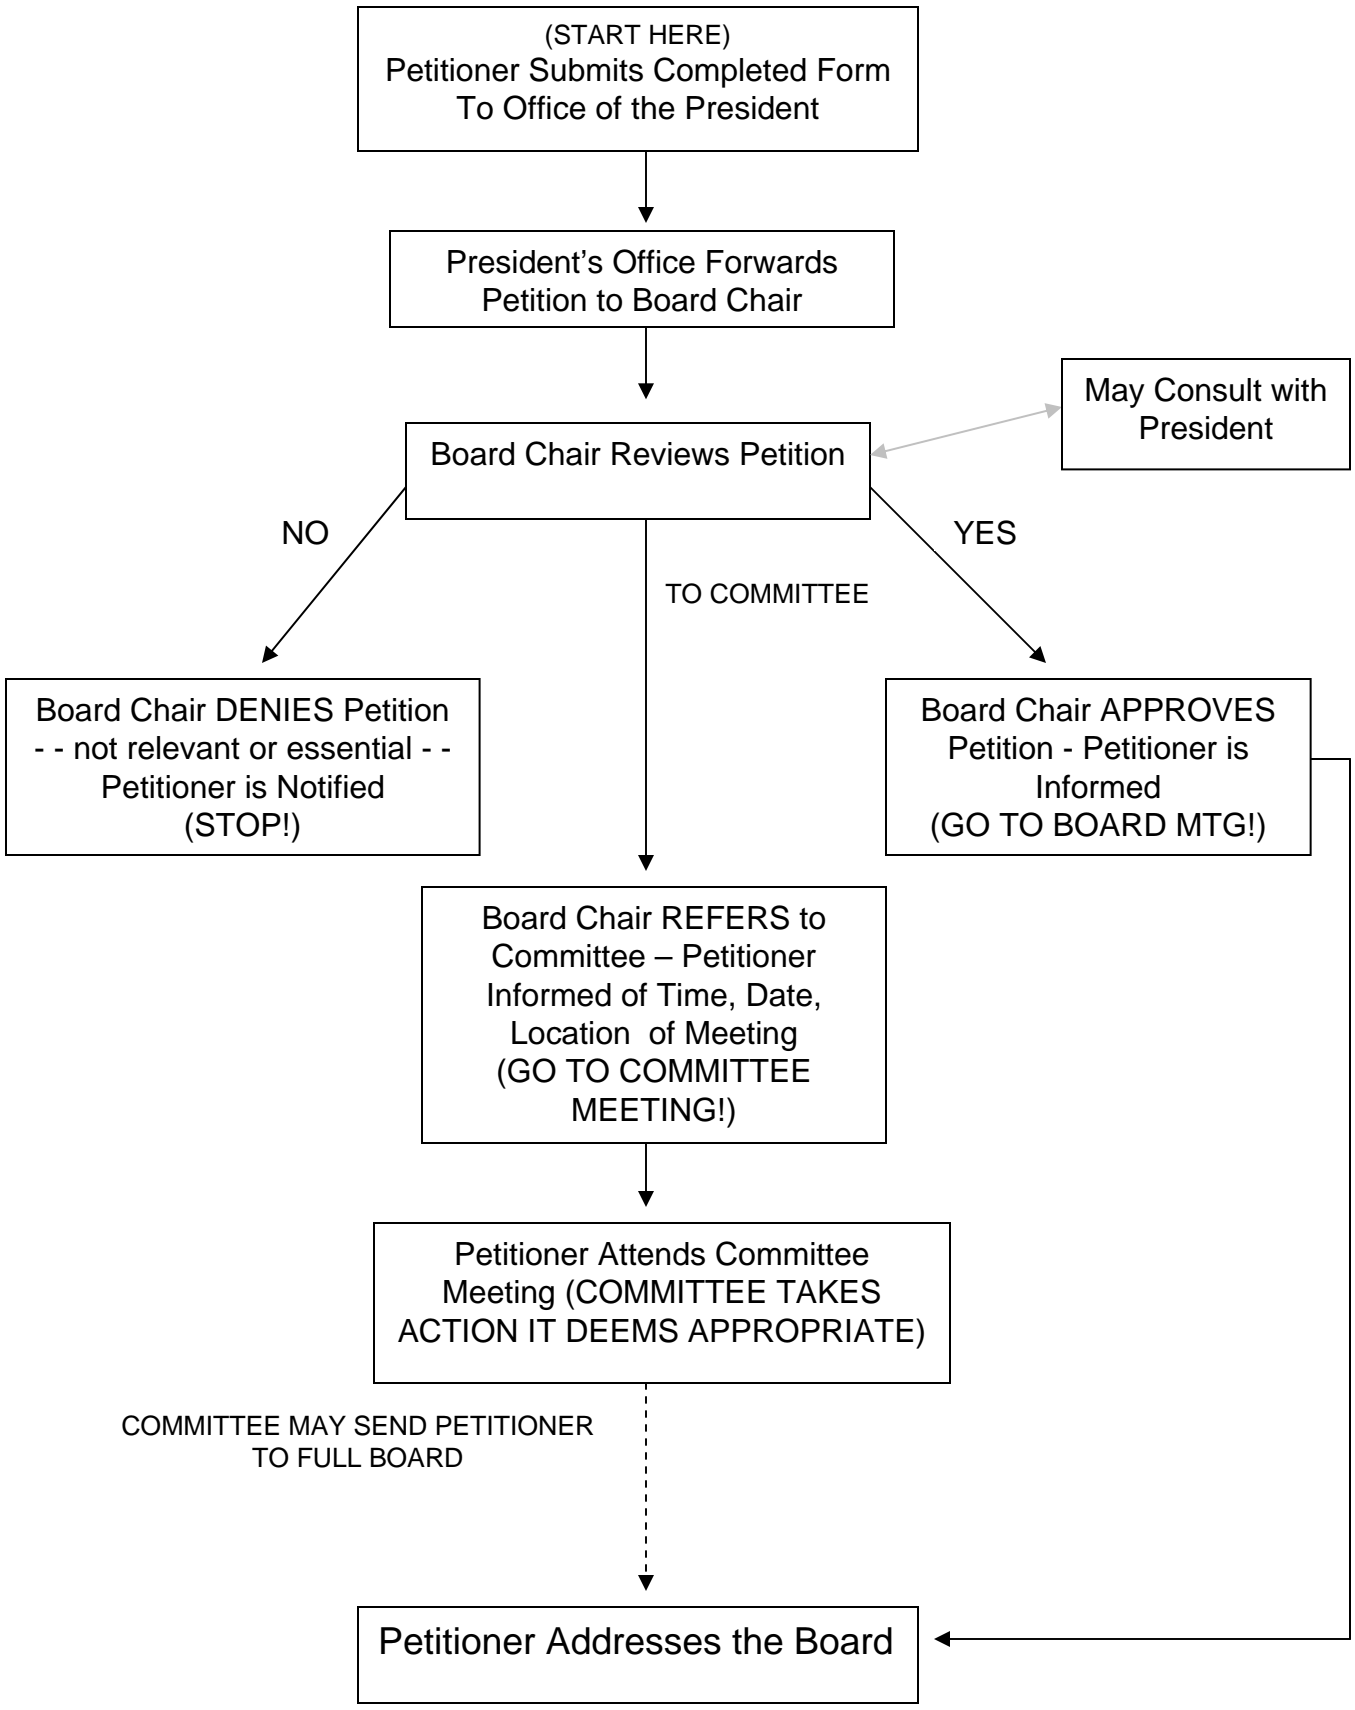 (START HERE)
Petitioner Submits Completed Form
To Office of the President
President’s Office Forwards
Petition to Board Chair
May Consult with
President
Board Chair Reviews Petition
NO
YES
TO COMMITTEE
Board Chair DENIES Petition
- - not relevant or essential - -
Petitioner is Notified
(STOP!)
Board Chair APPROVES
Petition - Petitioner is
Informed
(GO TO BOARD MTG!)
Board Chair REFERS to
Committee – Petitioner
Informed of Time, Date,
Location  of Meeting
(GO TO COMMITTEE
MEETING!)
Petitioner Attends Committee
Meeting (COMMITTEE TAKES
ACTION IT DEEMS APPROPRIATE)
COMMITTEE MAY SEND PETITIONER
TO FULL BOARD
Petitioner Addresses the Board